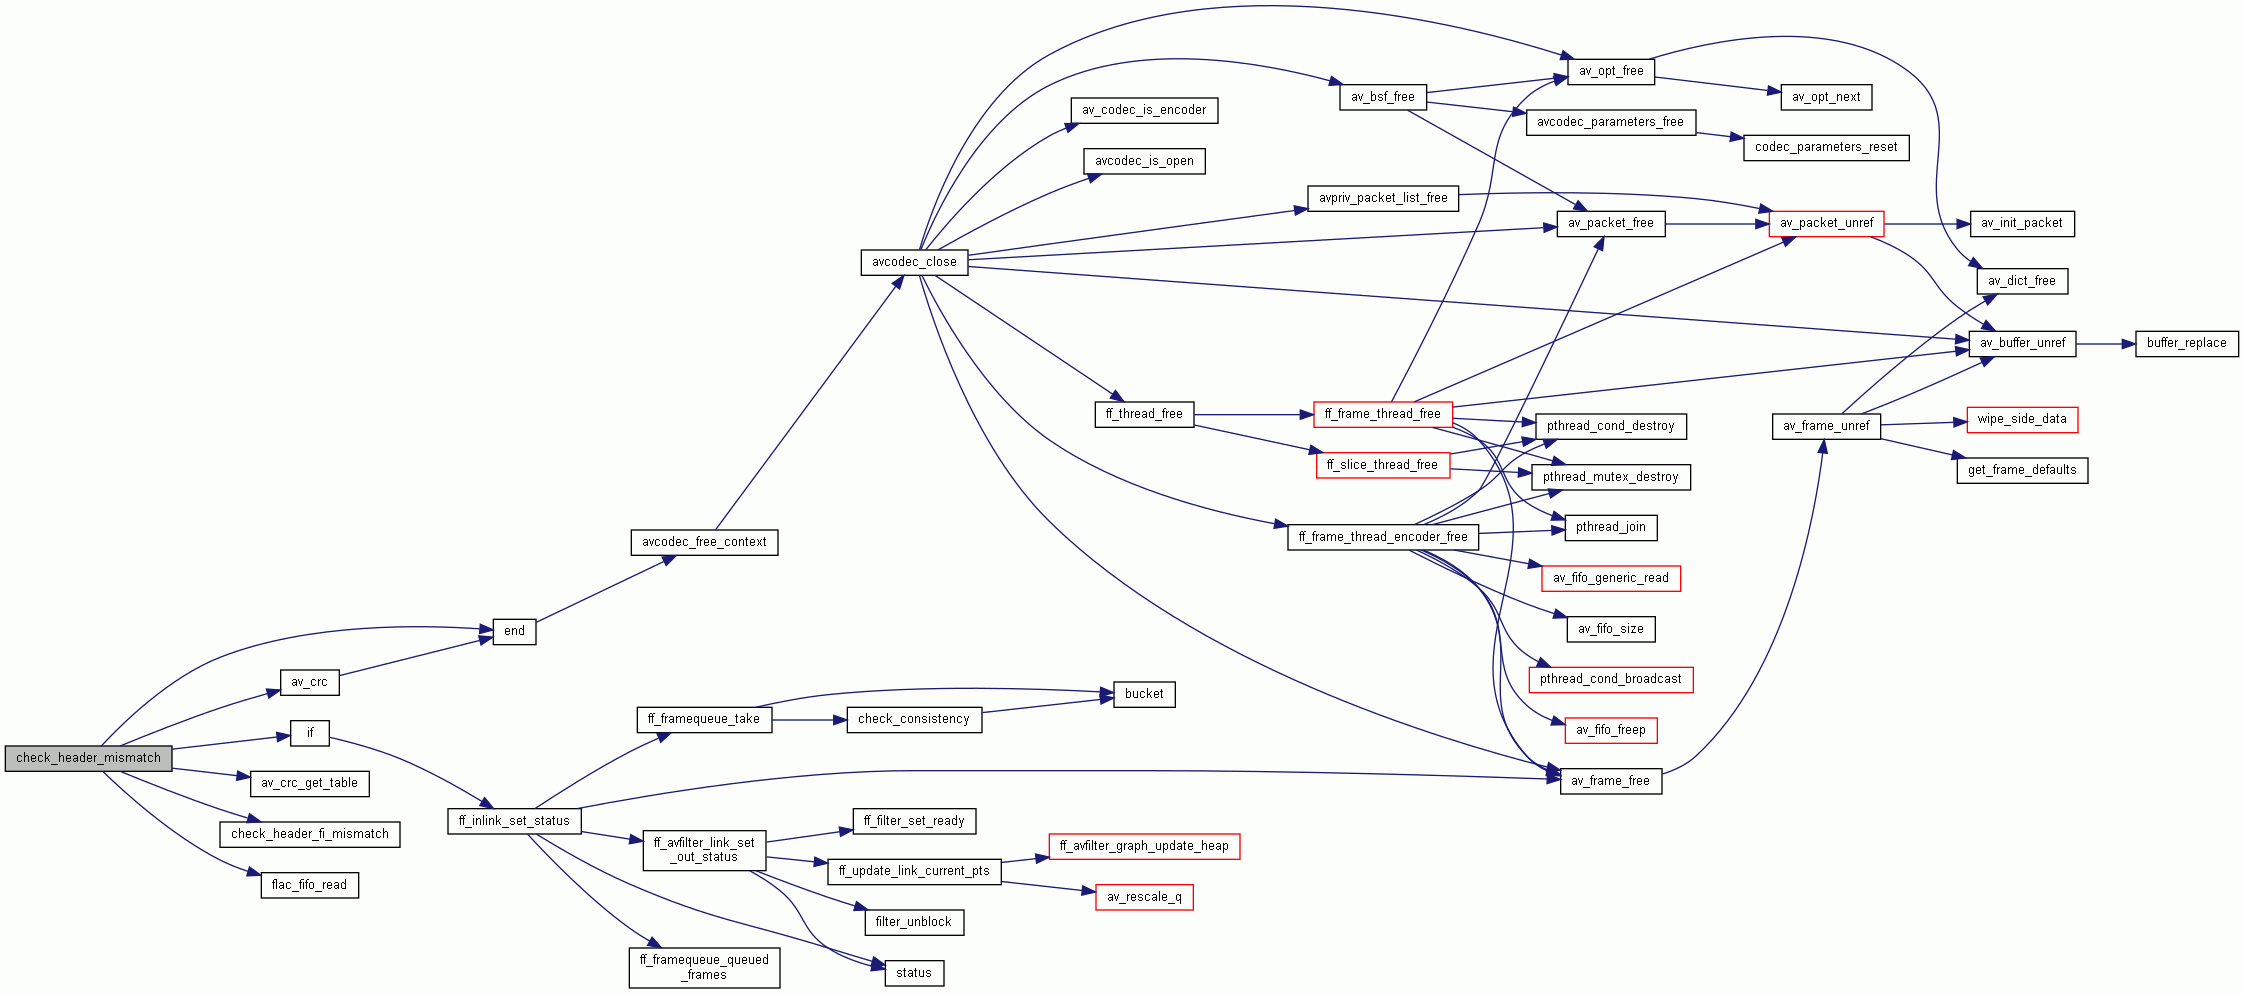 av_opt_free
av_bsf_free
av_opt_next
av_codec_is_encoder
avcodec_parameters_free
codec_parameters_reset
avcodec_is_open
avpriv_packet_list_free
av_packet_free
av_packet_unref
av_init_packet
avcodec_close
av_dict_free
av_buffer_unref
buffer_replace
ff_thread_free
ff_frame_thread_free
pthread_cond_destroy
av_frame_unref
wipe_side_data
ff_slice_thread_free
get_frame_defaults
pthread_mutex_destroy
pthread_join
ff_frame_thread_encoder_free
avcodec_free_context
av_fifo_generic_read
end
av_fifo_size
av_crc
pthread_cond_broadcast
bucket
ff_framequeue_take
check_consistency
if
av_fifo_freep
check_header_mismatch
av_crc_get_table
av_frame_free
ff_inlink_set_status
ff_filter_set_ready
check_header_fi_mismatch
ff_avfilter_link_set
_out_status
ff_avfilter_graph_update_heap
ff_update_link_current_pts
flac_fifo_read
av_rescale_q
filter_unblock
ff_framequeue_queued
_frames
status